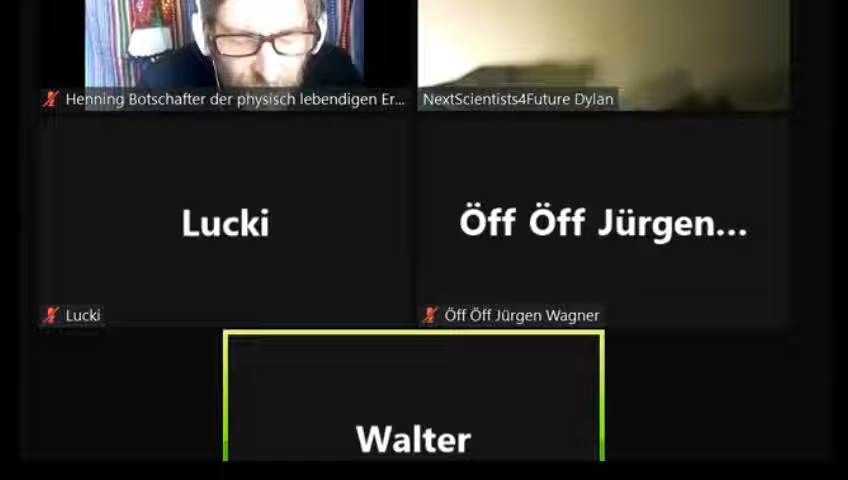 Henning Botschafter der physisch lebendigen Er...
NextScientists4Future Dylan
Lucki
Öff Öff Jürgen...
Lucki
Öff Öff Jürgen Wagner
Walter